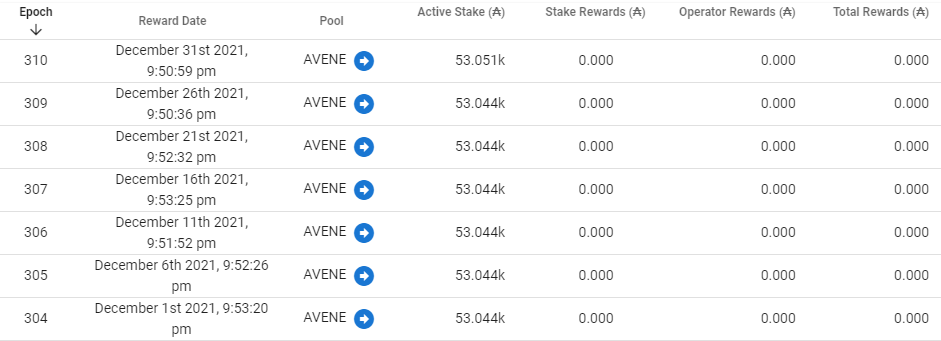 Epoch Reward Date Pool Active Stake (₳) Stake Rewards (₳) Operator Rewards (₳) Total Rewards (₳)
310 December 31st 2021, 9:50:59 pm AVENE 53.051k 0.000 0.000 0.000
309 December 26th 2021, 9:50:36 pm AVENE 53.044k 0.000 0.000 0.000
308 December 21st 2021, 9:52:32 pm AVENE 53.044k 0.000 0.000 0.000
307 December 16th 2021, 9:53:25 pm AVENE 53.044k 0.000 0.000 0.000
306 December 11th 2021, 9:51:52 pm AVENE 53.044k 0.000 0.000 0.000
305 December 6th 2021, 9:52:26 pm AVENE 53.044k 0.000 0.000 0.000
304 December 1st 2021, 9:53:20 pm AVENE 53.044k 0.000 0.000 0.000